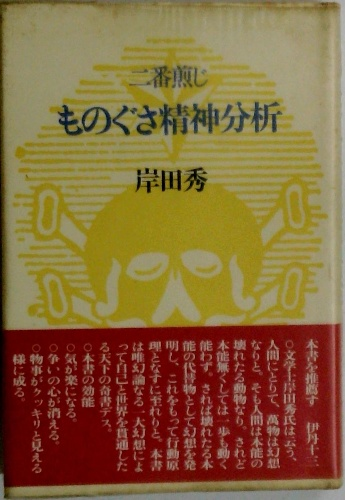 二番煎じ
ものぐさ精神分析
岸田秀
本書を推薦す　伊丹十三
○文学士岸田秀氏は云う、
人間にとりて、萬物は幻想
なりと。そも人間は本能の
壊れたる動物なり。されど
本能無くしては一歩も動く
能わず。されば壊れたる本
能の代替物として幻想を発
明し、これをもって行動原
理となすに至れりと。本書
は唯幻論なる一大幻想によ
って自己と世界を貫通した
る天下の奇書デス。
○本書の効能
○気が楽になる。
○争いの心が消える。
○物事がクッキリと見える
様に成る。